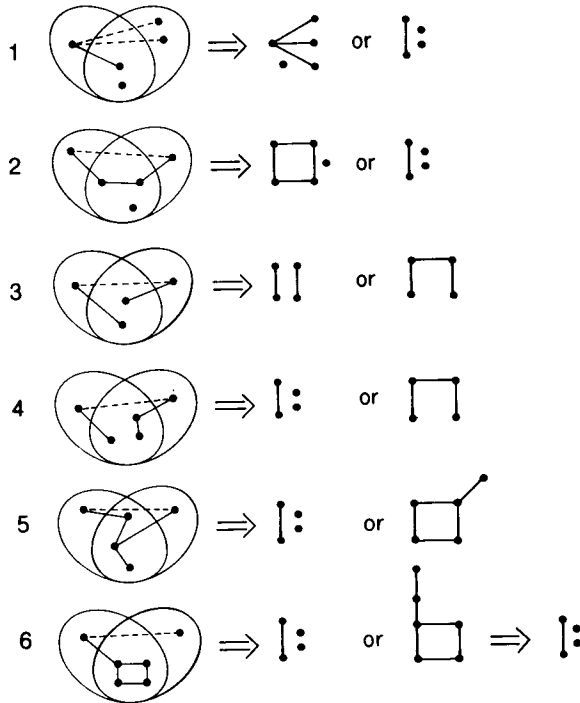 1 ⇒ or
2 ⇒ or
3 ⇒ or
4 ⇒ or
5 ⇒ or
6 ⇒ or ⇒